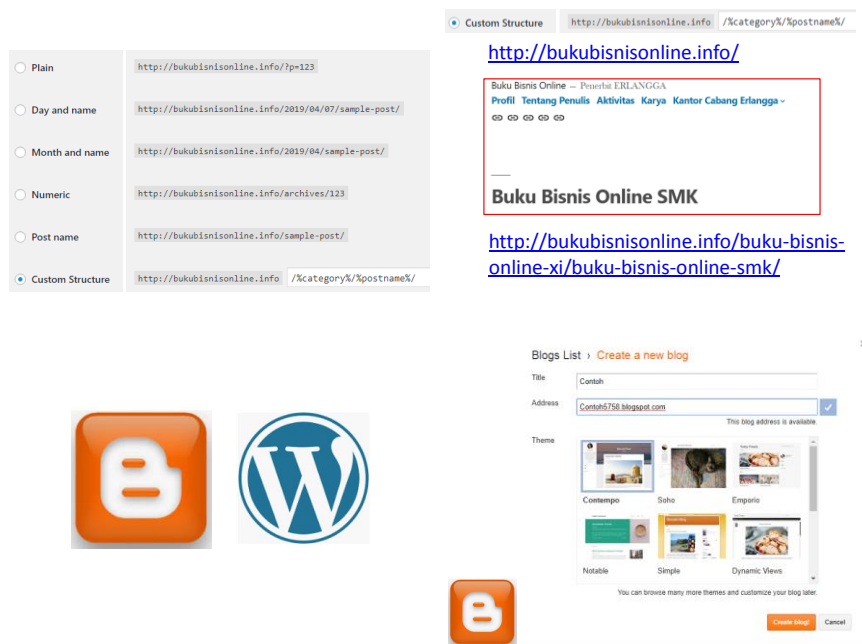 Plain http://bukubisnisonline.info/?p=123
Day and name http://bukubisnisonline.info/2019/04/07/sample-post/
Month and name http://bukubisnisonline.info/2019/04/sample-post/
Numeric http://bukubisnisonline.info/archives/123
Post name http://bukubisnisonline.info/sample-post/
Custom Structure http://bukubisnisonline.info /%category%/%postname%/
Custom Structure http://bukubisnisonline.info /%category%/%postname%/
http://bukubisnisonline.info/
Buku Bisnis Online — Penerbit ERLANGGA
Profil Tentang Penulis Aktivitas Karya Kantor Cabang Erlangga
Buku Bisnis Online SMK
http://bukubisnisonline.info/buku-bisnis-
online-xi/buku-bisnis-online-smk/
Blogs List › Create a new blog
Title Contoh
Address Contoh5758.blogspot.com
This blog address is available.
Theme
Contempo Soho Emporio
Notable Simple Dynamic Views
You can browse many more themes and customize your blog later.
Create blog! Cancel